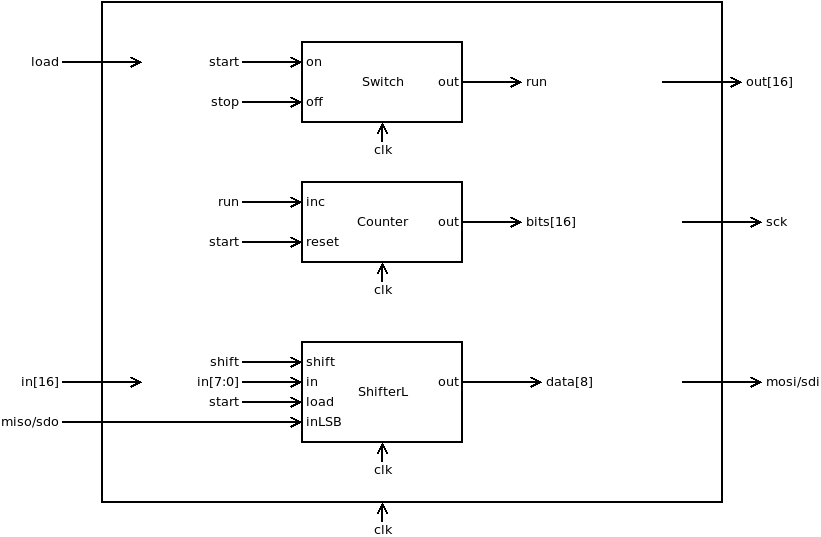 load
start
on
Switch
out
run
out[16]
stop
off
clk
run
inc
Counter
out
bits[16]
sck
start
reset
clk
shift
shift
in[16]
in[7:0]
in
ShifterL
out
data[8]
mosi/sdi
start
load
miso/sdo
inLSB
clk
clk